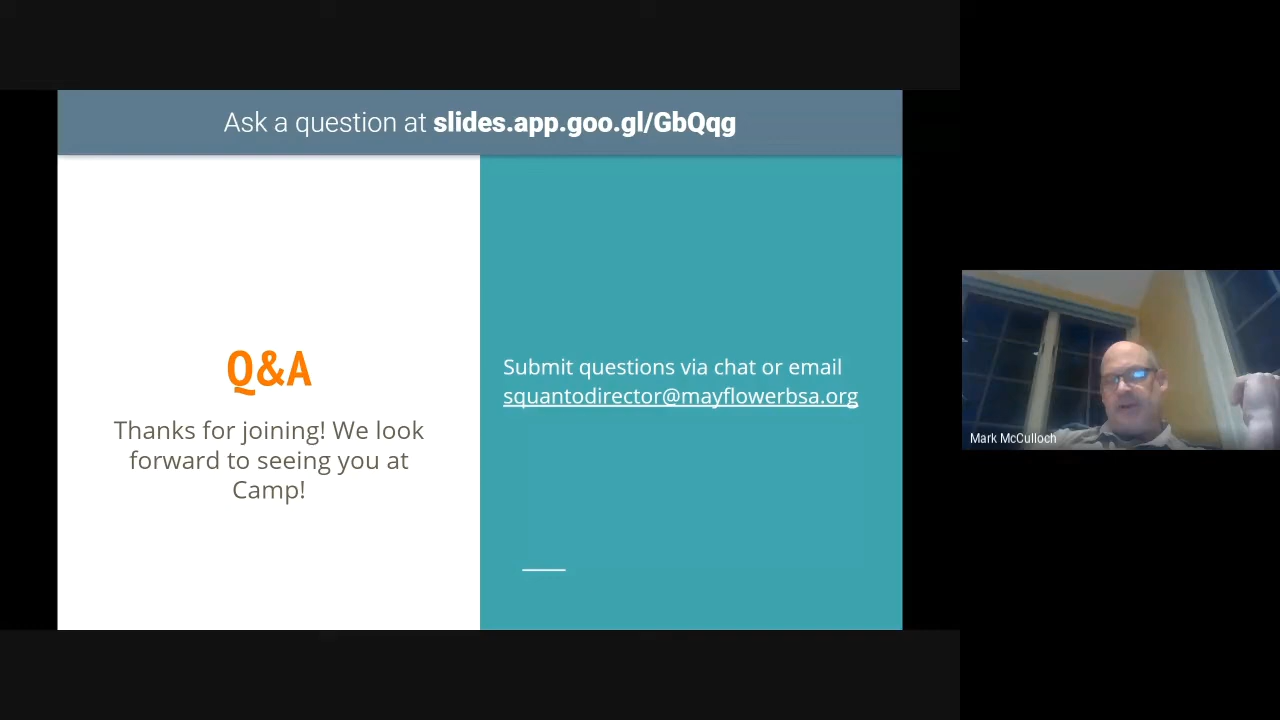 Ask a question at slides.app.goo.gl/GbQqg
Q&A
Thanks for joining! We look
forward to seeing you at
Camp!
Submit questions via chat or email
squantodirector@mayflowerbsa.org
Mark McCulloch